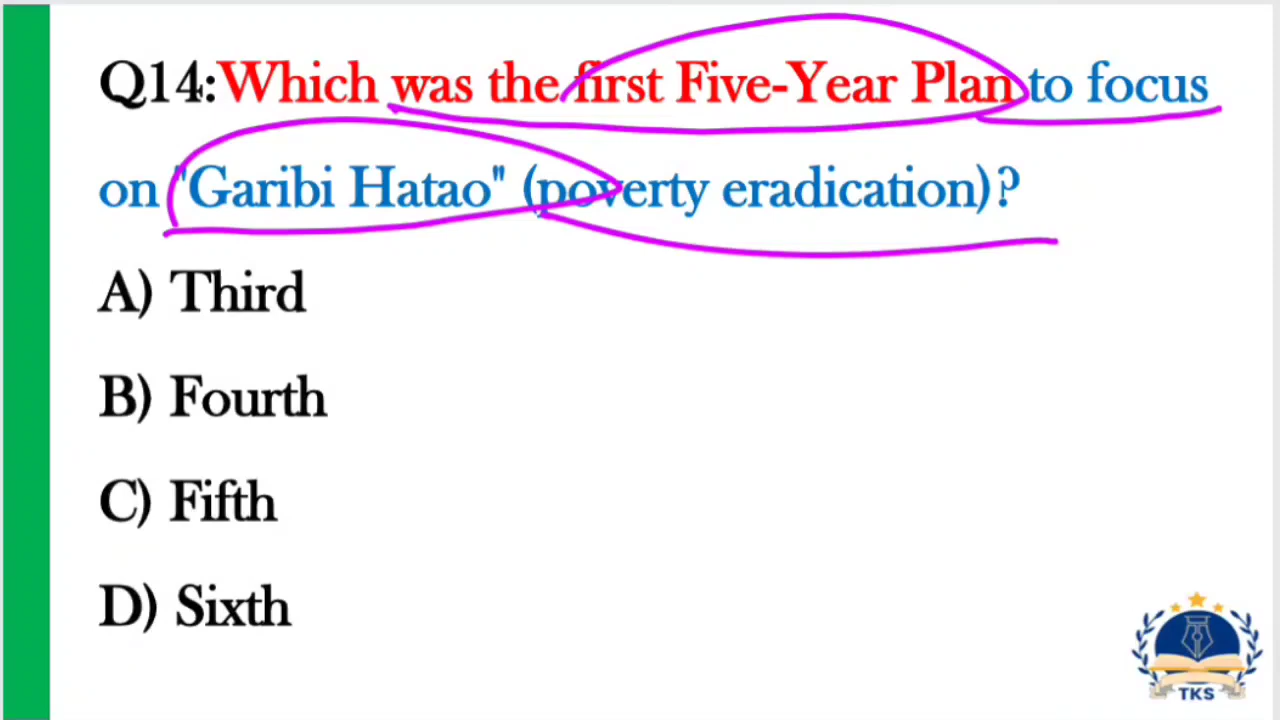 Q14:Which was the first Five-Year Plan to focus
on "Garibi Hatao" (poverty eradication)?
A) Third
B) Fourth
C) Fifth
D) Sixth
TKS